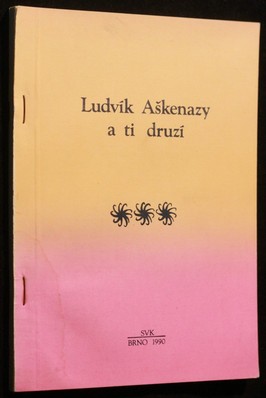 Ludvík Aškenazy
a ti druzí
SVK
BRNO 1990